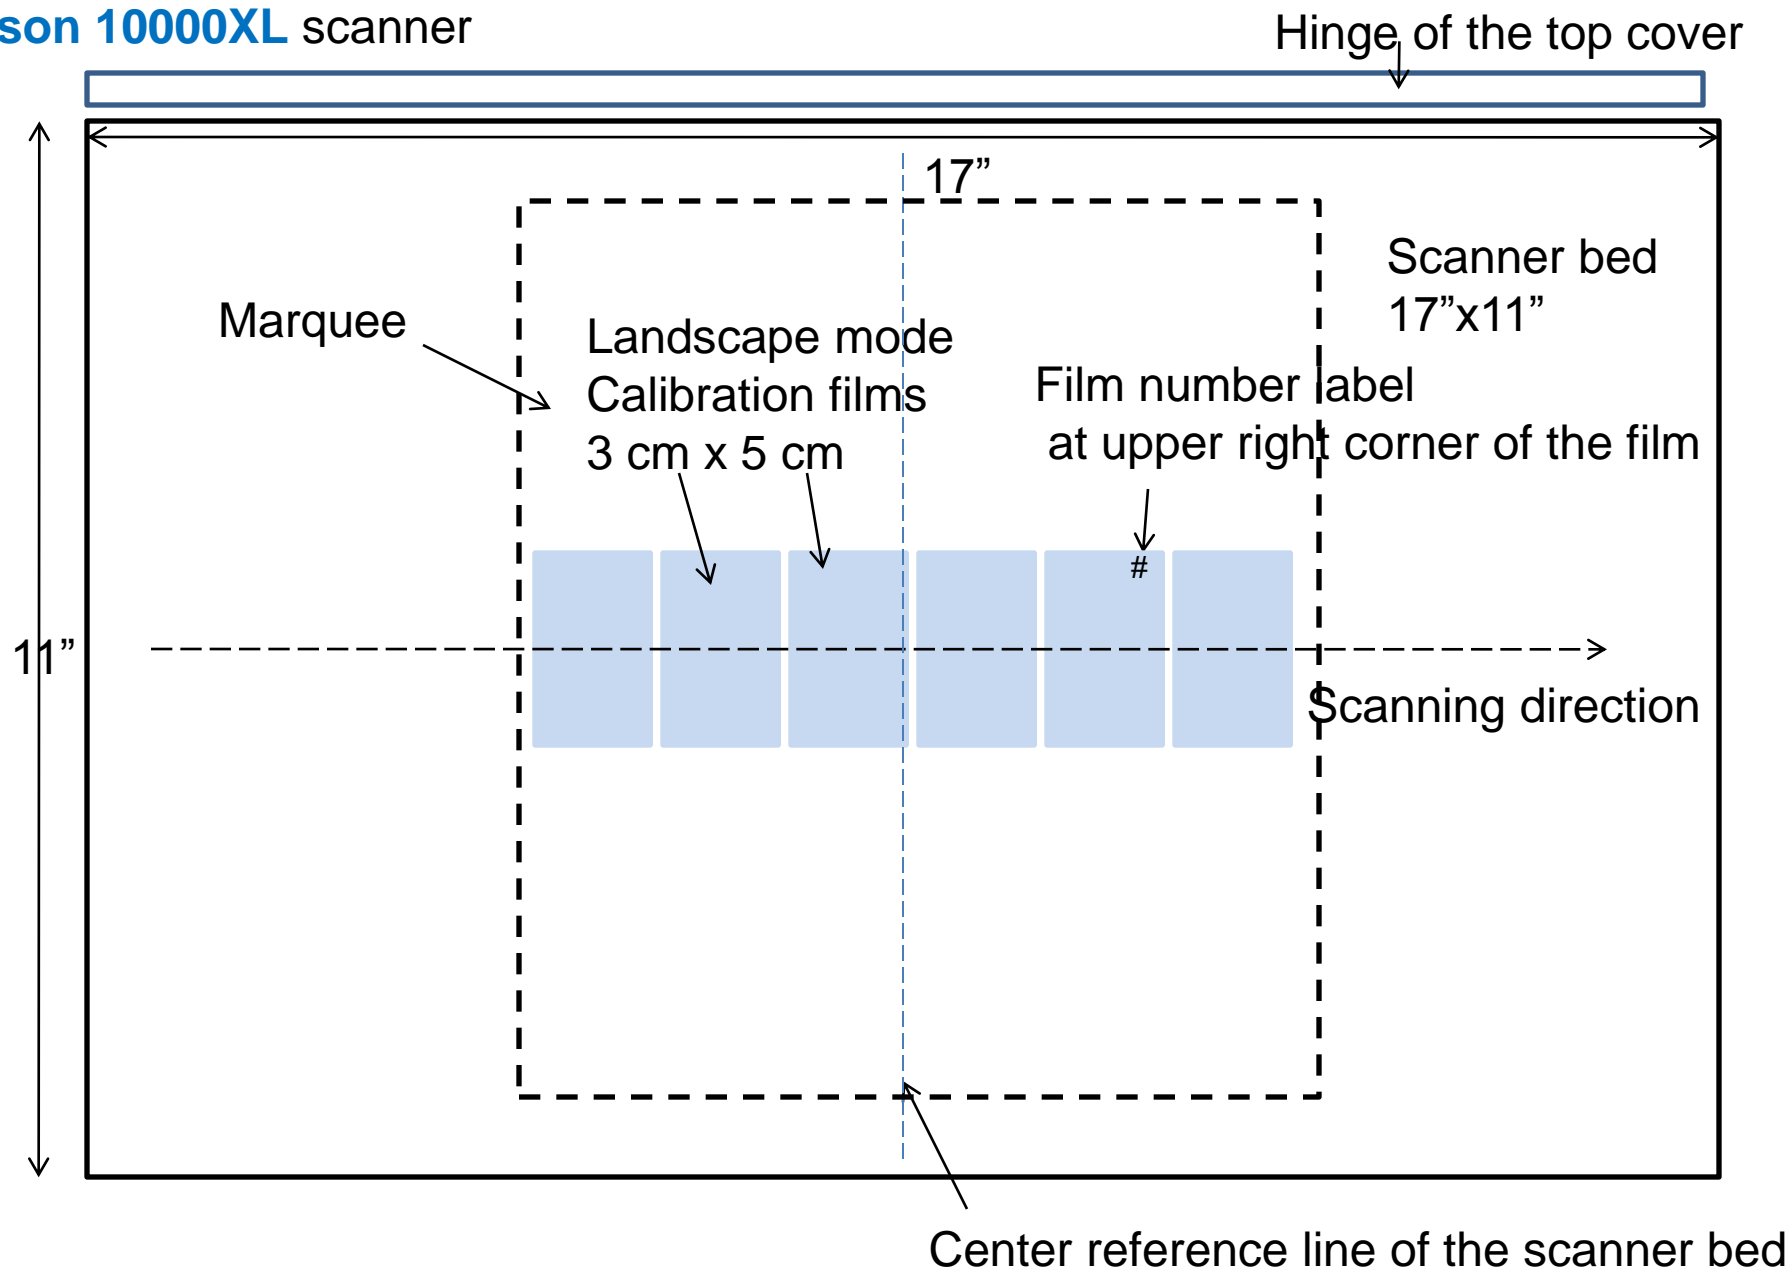 son 10000XL scanner
Hinge of the top cover
17”
Scanner bed
17”x11”
Marquee
Landscape mode
Calibration films
3 cm x 5 cm
Film number label
at upper right corner of the film
#
11”
Scanning direction
Center reference line of the scanner bed